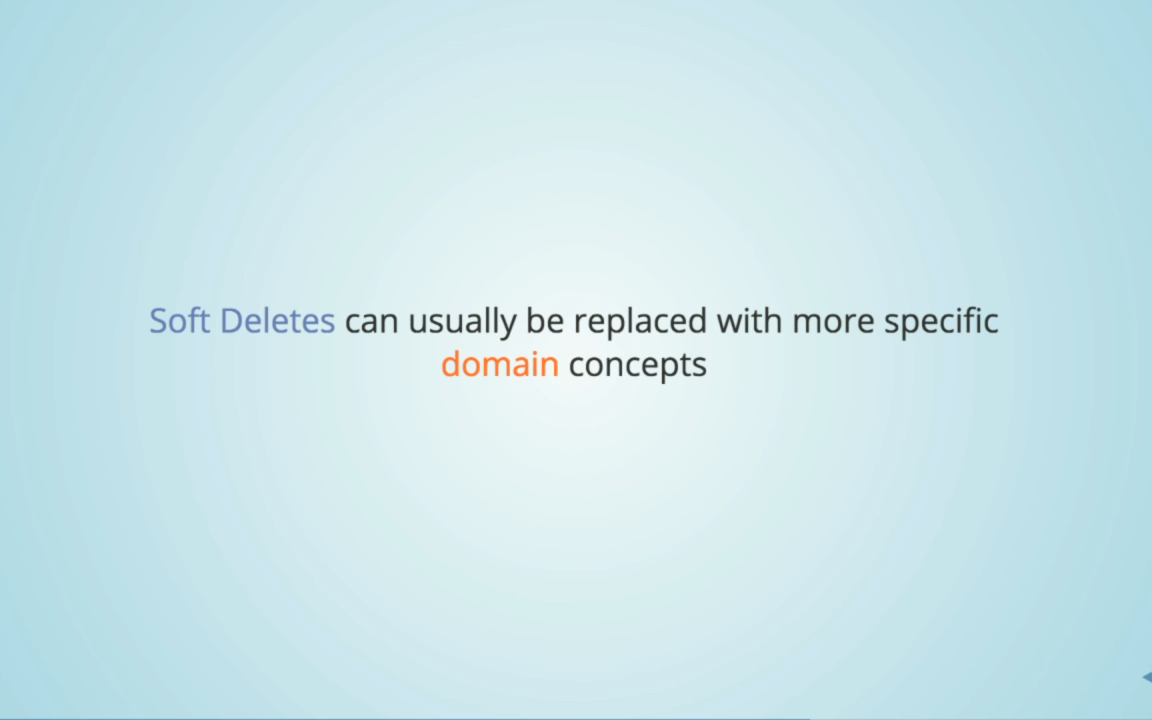 Soft Deletes can usually be replaced with more specific
domain concepts